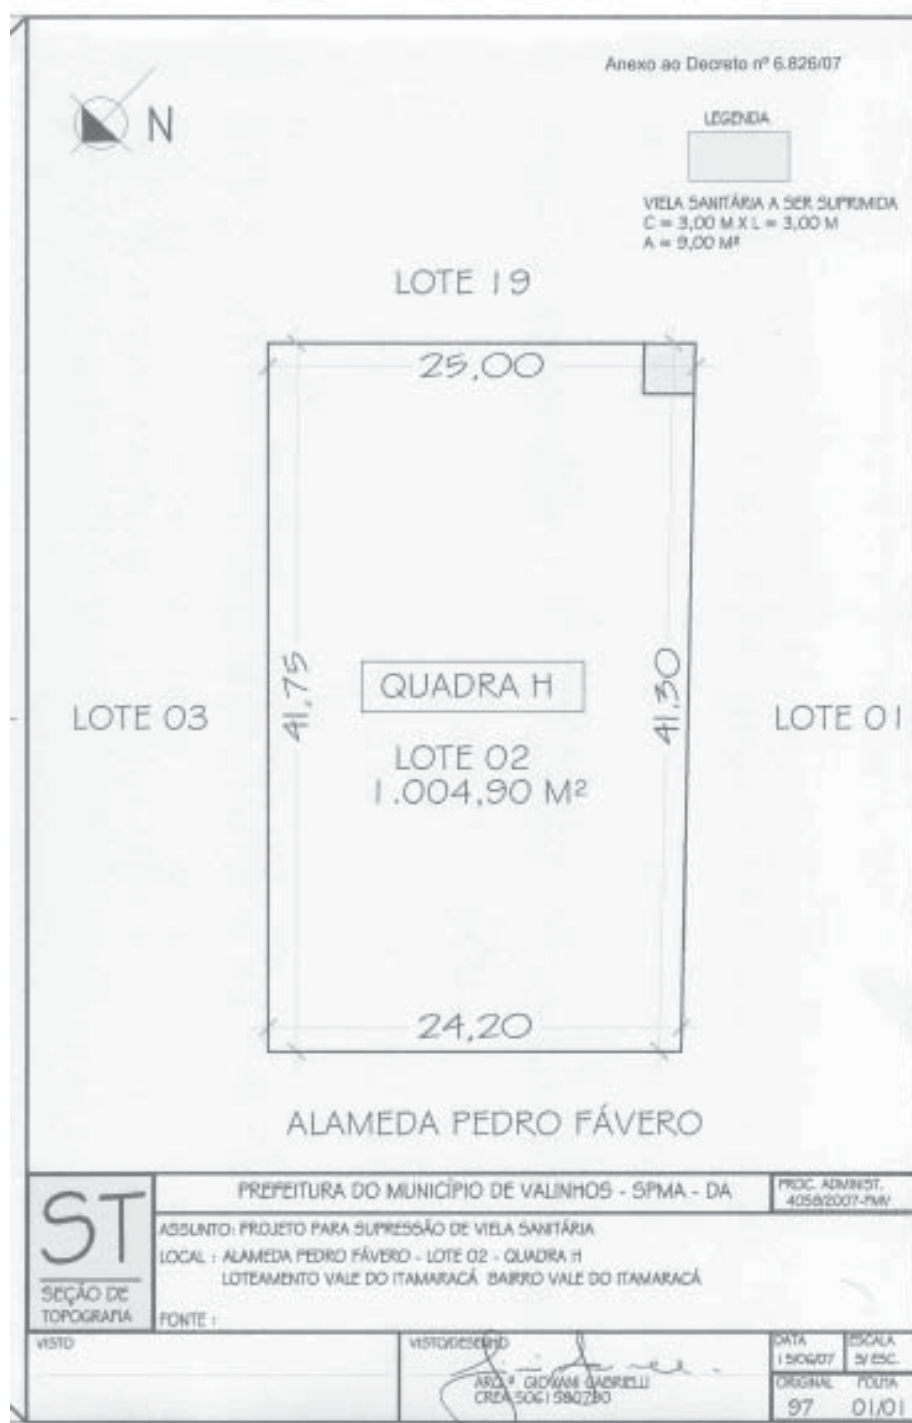 Anexo ao Decreto nº 6.826/07
N
LEGENDA
VIELA SANITÁRIA A SER SUPRIMIDA
C = 3,00 M X L = 3,00 M
A = 9,00 M²
LOTE 19
25,00
41,75
QUADRA H
41,30
LOTE 03
LOTE 01
LOTE 02
1.004,90 M²
24,20
ALAMEDA PEDRO FÁVERO
ST
SEÇÃO DE
TOPOGRAFIA
PREFEITURA DO MUNICÍPIO DE VALINHOS - SPMA - DA
PROC. ADMINIST.
4058/2007-PMV
ASSUNTO: PROJETO PARA SUPRESSÃO DE VIELA SANITÁRIA
LOCAL : ALAMEDA PEDRO FÁVERO - LOTE 02 - QUADRA H
LOTEAMENTO VALE DO ITAMARACÁ BAIRRO VALE DO ITAMARACÁ
FONTE :
VISTO
VISTO/DESENHO
ARQ.º GIOVANI GABRIELLI
CREA 5061580790
DATA
15/06/07
ESCALA
S/ ESC.
ORIGINAL
97
FOLHA
01/01